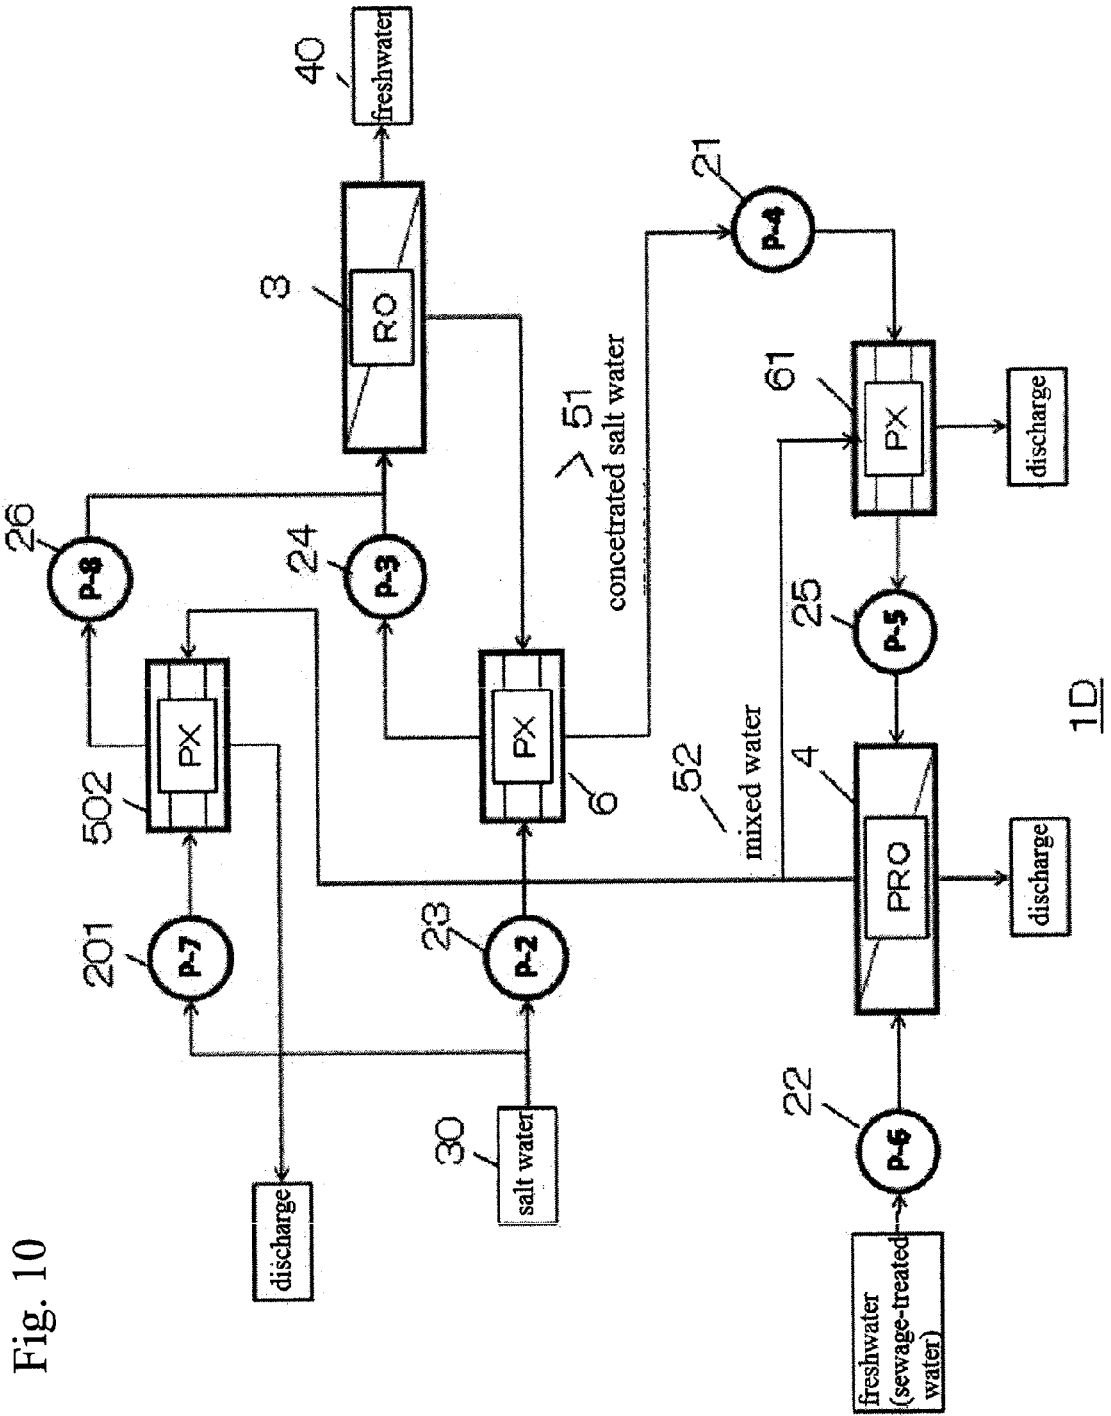 Fig. 10
26
P-8
201
502
P-7
PX
discharge
3
24
40
P-3
RO
freshwater
30
23
salt water
P-2
PX
6
51
concetrated salt water
52
21
mixed water
P-4
22
4
25
61
freshwater
(sewage-treated
water)
P-6
PRO
P-5
PX
discharge
discharge
1D